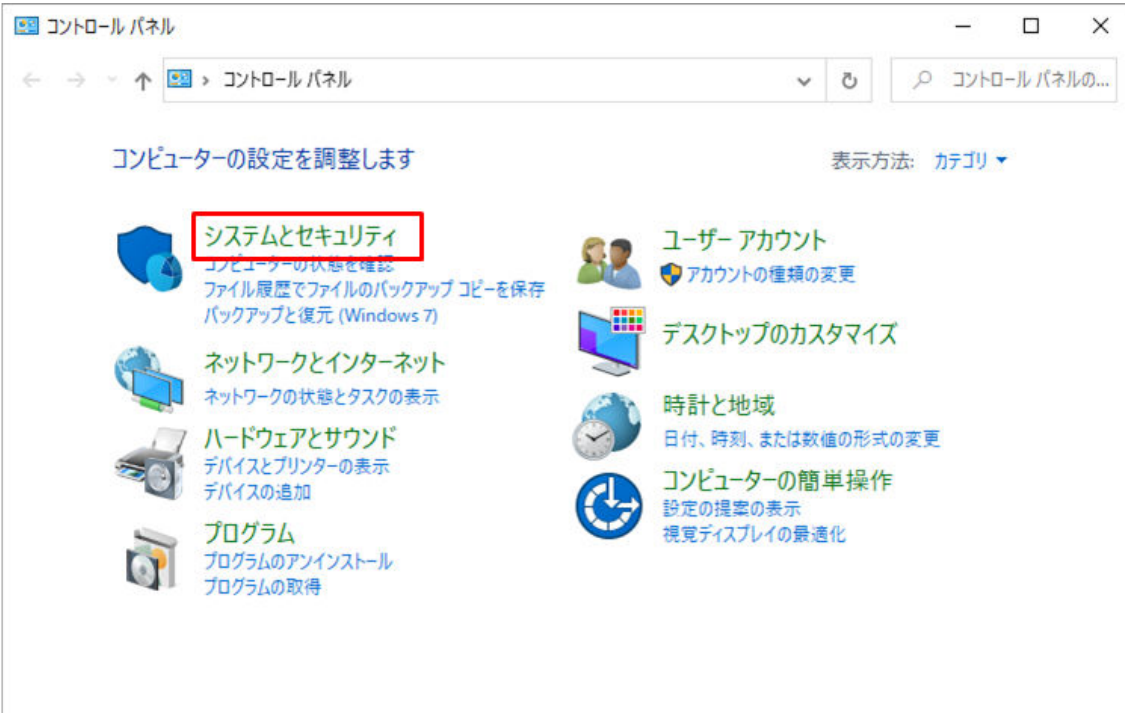 コントロール パネル
コントロール パネル
コントロール パネルの...
コンピューターの設定を調整します
表示方法: カテゴリ
システムとセキュリティ
コンピューターの状態を確認
ファイル履歴でファイルのバックアップ コピーを保存
バックアップと復元 (Windows 7)
ネットワークとインターネット
ネットワークの状態とタスクの表示
ハードウェアとサウンド
デバイスとプリンターの表示
デバイスの追加
プログラム
プログラムのアンインストール
プログラムの取得
ユーザー アカウント
アカウントの種類の変更
デスクトップのカスタマイズ
時計と地域
日付、時刻、または数値の形式の変更
コンピューターの簡単操作
設定の提案の表示
視覚ディスプレイの最適化